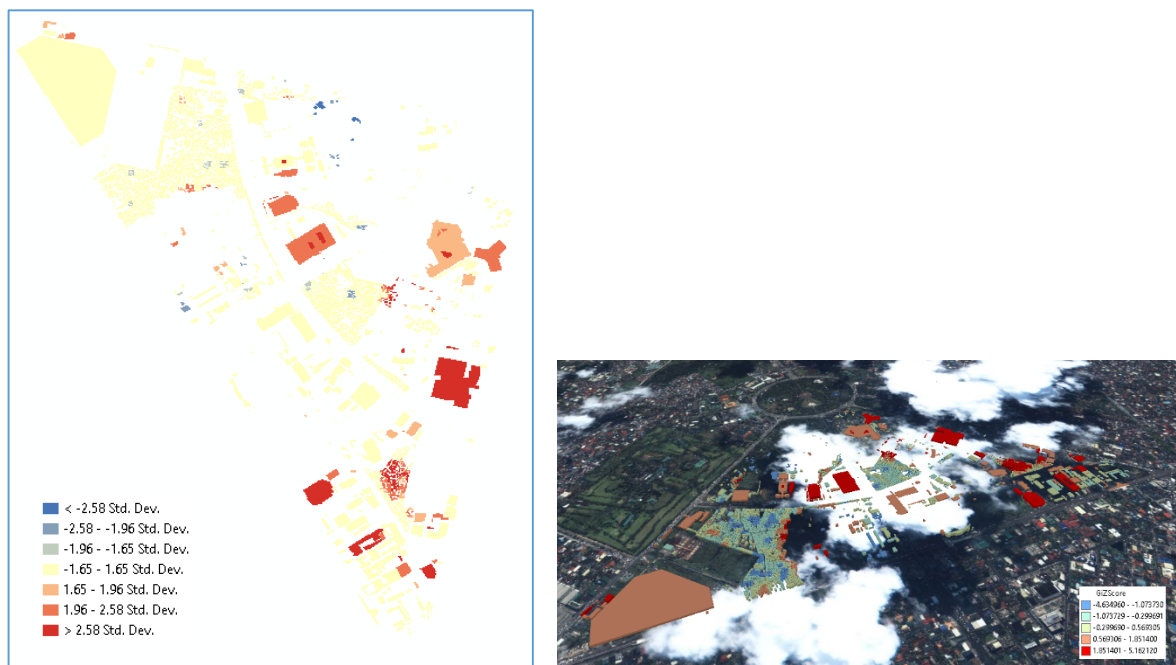 < -2.58 Std. Dev.
-2.58 - -1.96 Std. Dev.
-1.96 - -1.65 Std. Dev.
-1.65 - 1.65 Std. Dev.
1.65 - 1.96 Std. Dev.
1.96 - 2.58 Std. Dev.
> 2.58 Std. Dev.
GiZScore
-4.634960 - -1.073730
-1.073729 - -0.299691
-0.299690 - 0.569305
0.569306 - 1.851400
1.851401 - 5.162120